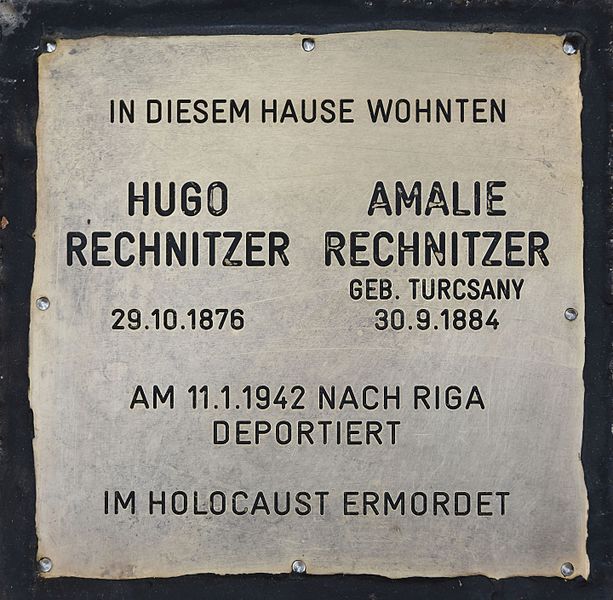 IN DIESEM HAUSE WOHNTEN
HUGO
RECHNITZER
29.10.1876
AMALIE
RECHNITZER
GEB. TURCSANY
30.9.1884
AM 11.1.1942 NACH RIGA
DEPORTIERT
IM HOLOCAUST ERMORDET